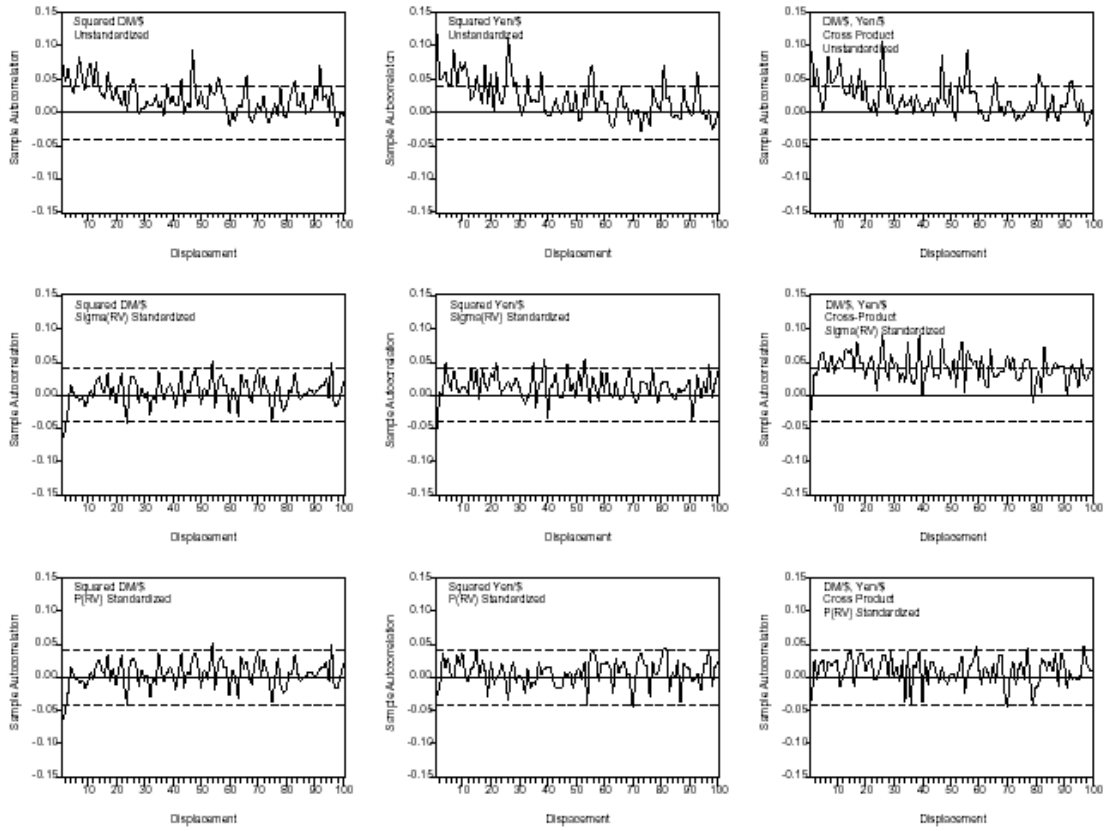 Squared DM/$
Unstandardized
Sample Autocorrelation
0.15
0.10
0.05
0.00
-0.05
-0.10
-0.15
10 20 30 40 50 60 70 80 90 100
Displacement
Squared Yen/$
Unstandardized
Sample Autocorrelation
0.15
0.10
0.05
0.00
-0.05
-0.10
-0.15
10 20 30 40 50 60 70 80 90 100
Displacement
DM/$, Yen/$
Cross Product
Unstandardized
Sample Autocorrelation
0.15
0.10
0.05
0.00
-0.05
-0.10
-0.15
10 20 30 40 50 60 70 80 90 100
Displacement
Squared DM/$
Sigma(RV) Standardized
Sample Autocorrelation
0.15
0.10
0.05
0.00
-0.05
-0.10
-0.15
10 20 30 40 50 60 70 80 90 100
Displacement
Squared Yen/$
Sigma(RV) Standardized
Sample Autocorrelation
0.15
0.10
0.05
0.00
-0.05
-0.10
-0.15
10 20 30 40 50 60 70 80 90 100
Displacement
DM/$, Yen/$
Cross-Product
Sigma(RV) Standardized
Sample Autocorrelation
0.15
0.10
0.05
0.00
-0.05
-0.10
-0.15
10 20 30 40 50 60 70 80 90 100
Displacement
Squared DM/$
P(RV) Standardized
Sample Autocorrelation
0.15
0.10
0.05
0.00
-0.05
-0.10
-0.15
10 20 30 40 50 60 70 80 90 100
Displacement
Squared Yen/$
P(RV) Standardized
Sample Autocorrelation
0.15
0.10
0.05
0.00
-0.05
-0.10
-0.15
10 20 30 40 50 60 70 80 90 100
Displacement
DM/$, Yen/$
Cross Product
P(RV) Standardized
Sample Autocorrelation
0.15
0.10
0.05
0.00
-0.05
-0.10
-0.15
10 20 30 40 50 60 70 80 90 100
Displacement